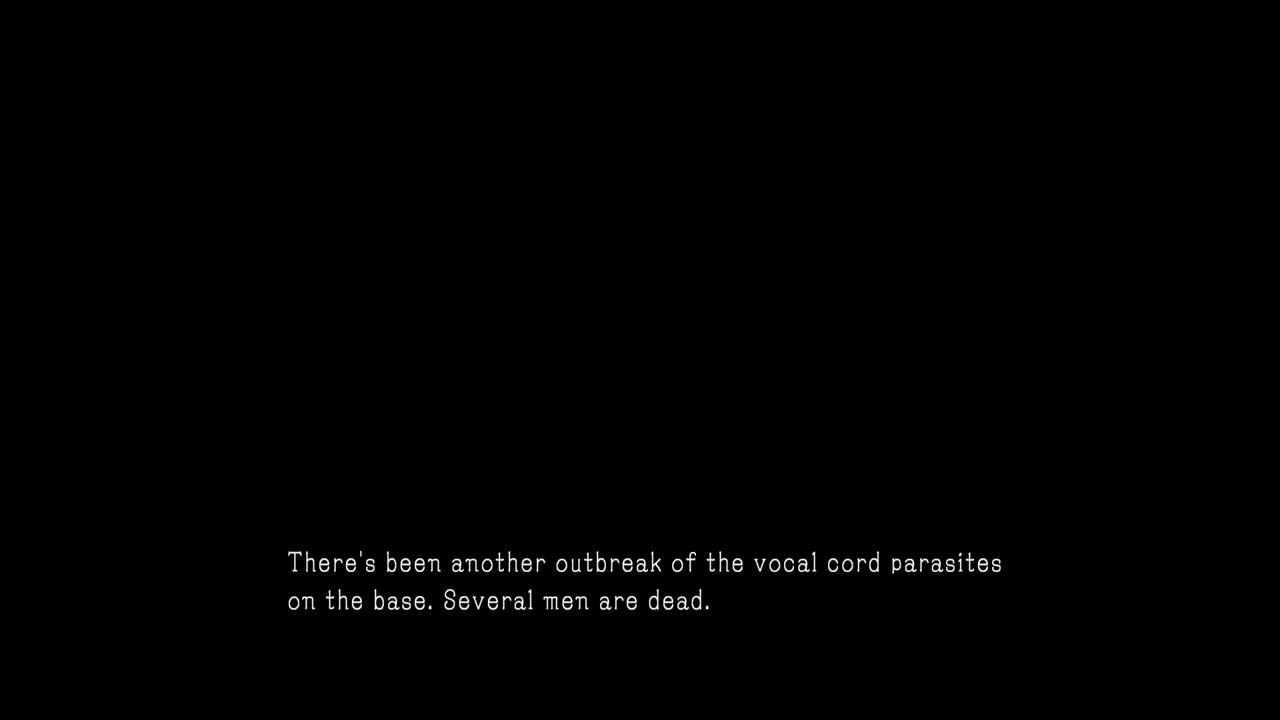 There's been another outbreak of the vocal cord parasites
on the base. Several men are dead.